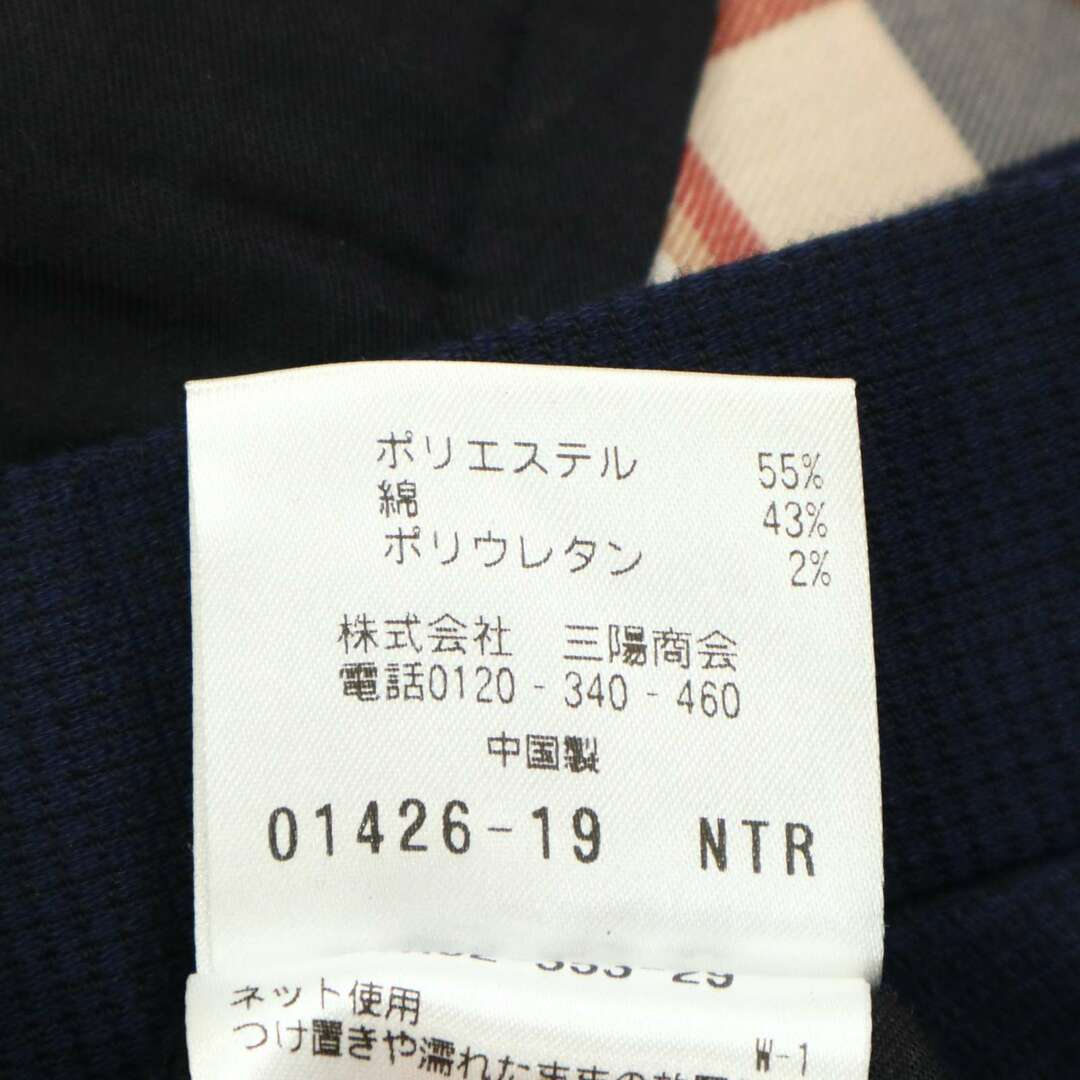 ポリエステル 55%
綿 43%
ポリウレタン 2%
株式会社 三陽商会
電話0120 - 340 - 460
中国製
01426-19 NTR
ネット使用
W-1
つけ置きや濡れたままの